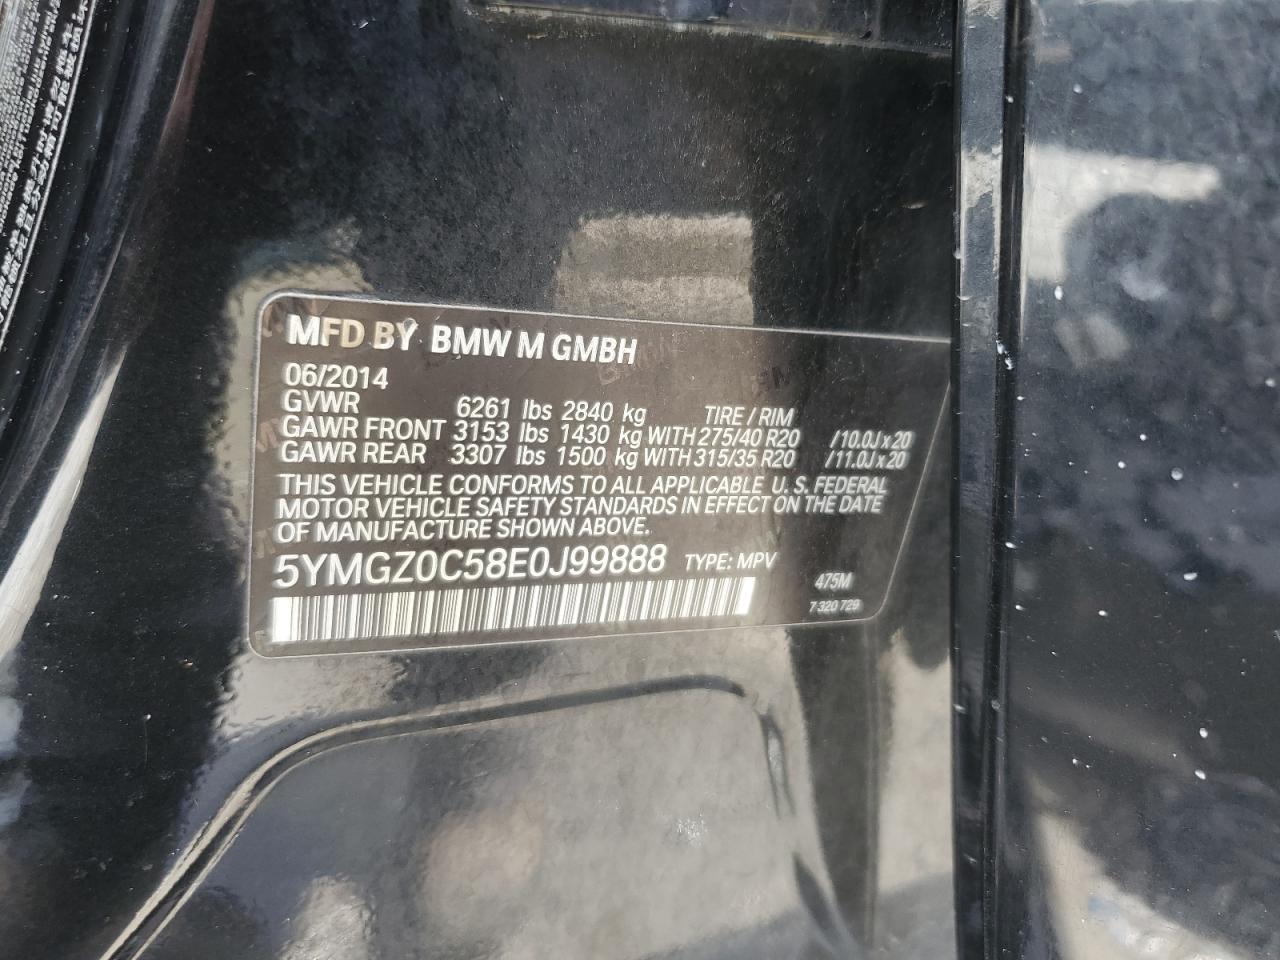 MFD BY BMW M GMBH
06/2014
GVWR 6261 lbs 2840 kg TIRE / RIM
GAWR FRONT 3153 lbs 1430 kg WITH 275/40 R20 /10.0J x 20
GAWR REAR 3307 lbs 1500 kg WITH 315/35 R20 /11.0J x 20
THIS VEHICLE CONFORMS TO ALL APPLICABLE U.S. FEDERAL
MOTOR VEHICLE SAFETY STANDARDS IN EFFECT ON THE DATE
OF MANUFACTURE SHOWN ABOVE.
5YMGZ0C58E0J99888 TYPE: MPV
475M
7 320 729